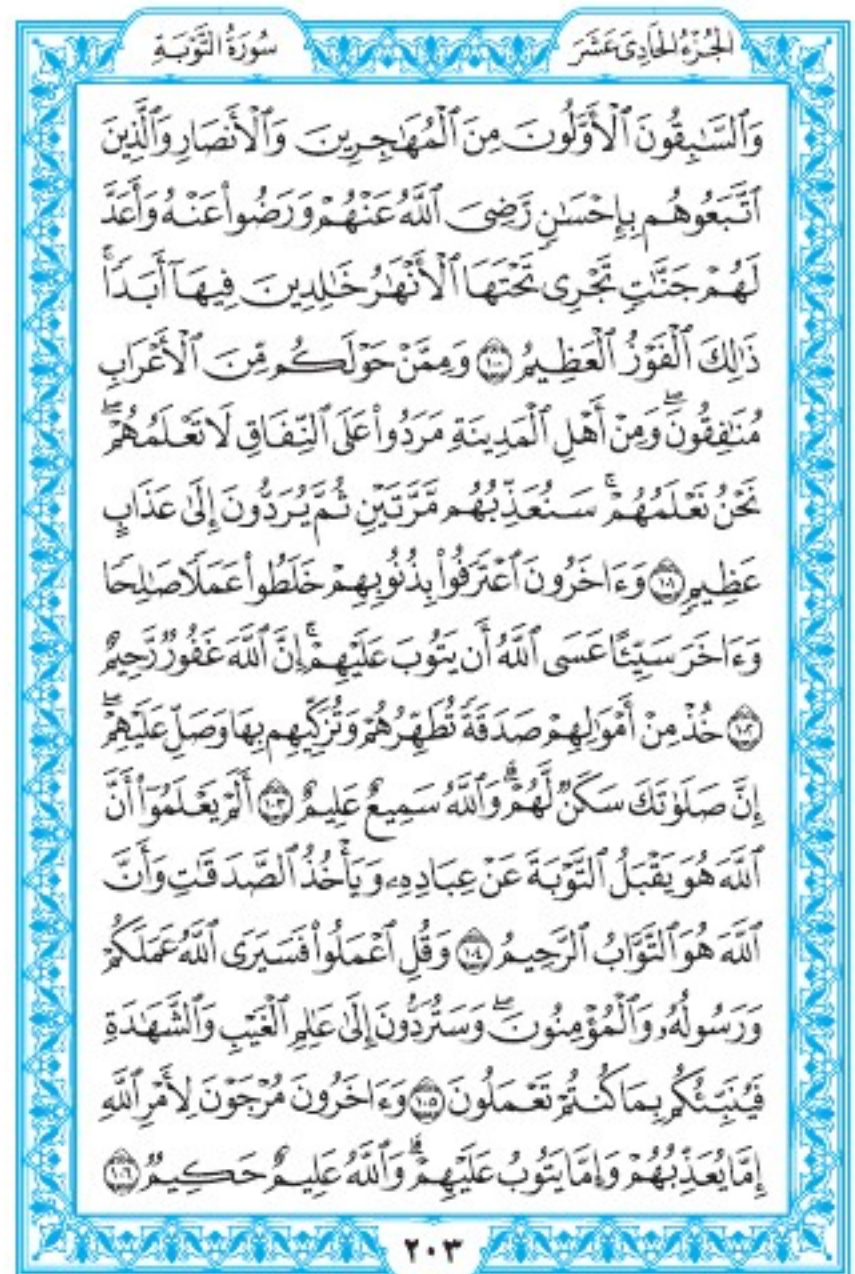 الجُزْءُ الحَادِىَ عَشَرَ
سُورَةُ التَّوْبَةِ
وَٱلسَّٰبِقُونَ ٱلْأَوَّلُونَ مِنَ ٱلْمُهَٰجِرِينَ وَٱلْأَنصَارِ وَٱلَّذِينَ
ٱتَّبَعُوهُم بِإِحْسَٰنٍ رَّضِىَ ٱللَّهُ عَنْهُمْ وَرَضُوا۟ عَنْهُ وَأَعَدَّ
لَهُمْ جَنَّٰتٍ تَجْرِى تَحْتَهَا ٱلْأَنْهَٰرُ خَٰلِدِينَ فِيهَآ أَبَدًاۚ
ذَٰلِكَ ٱلْفَوْزُ ٱلْعَظِيمُ ١٠٠ وَمِمَّنْ حَوْلَكُم مِّنَ ٱلْأَعْرَابِ
مُنَٰفِقُونَۖ وَمِنْ أَهْلِ ٱلْمَدِينَةِ مَرَدُوا۟ عَلَى ٱلنِّفَاقِ لَا تَعْلَمُهُمْۖ
نَحْنُ نَعْلَمُهُمْۚ سَنُعَذِّبُهُم مَّرَّتَيْنِ ثُمَّ يُرَدُّونَ إِلَىٰ عَذَابٍ
عَظِيمٍ ١٠١ وَءَاخَرُونَ ٱعْتَرَفُوا۟ بِذُنُوبِهِمْ خَلَطُوا۟ عَمَلًا صَٰلِحًا
وَءَاخَرَ سَيِّئًا عَسَى ٱللَّهُ أَن يَتُوبَ عَلَيْهِمْۚ إِنَّ ٱللَّهَ غَفُورٌ رَّحِيمٌ
١٠٢ خُذْ مِنْ أَمْوَٰلِهِمْ صَدَقَةً تُطَهِّرُهُمْ وَتُزَكِّيهِم بِهَا وَصَلِّ عَلَيْهِمْۖ
إِنَّ صَلَوٰتَكَ سَكَنٌ لَّهُمْۗ وَٱللَّهُ سَمِيعٌ عَلِيمٌ ١٠٣ أَلَمْ يَعْلَمُوٓا۟ أَنَّ
ٱللَّهَ هُوَ يَقْبَلُ ٱلتَّوْبَةَ عَنْ عِبَادِهِۦ وَيَأْخُذُ ٱلصَّدَقَٰتِ وَأَنَّ
ٱللَّهَ هُوَ ٱلتَّوَّابُ ٱلرَّحِيمُ ١٠٤ وَقُلِ ٱعْمَلُوا۟ فَسَيَرَى ٱللَّهُ عَمَلَكُمْ
وَرَسُولُهُۥ وَٱلْمُؤْمِنُونَۖ وَسَتُرَدُّونَ إِلَىٰ عَٰلِمِ ٱلْغَيْبِ وَٱلشَّهَٰدَةِ
فَيُنَبِّئُكُم بِمَا كُنتُمْ تَعْمَلُونَ ١٠٥ وَءَاخَرُونَ مُرْجَوْنَ لِأَمْرِ ٱللَّهِ
إِمَّا يُعَذِّبُهُمْ وَإِمَّا يَتُوبُ عَلَيْهِمْۗ وَٱللَّهُ عَلِيمٌ حَكِيمٌ ١٠٦
٢٠٣